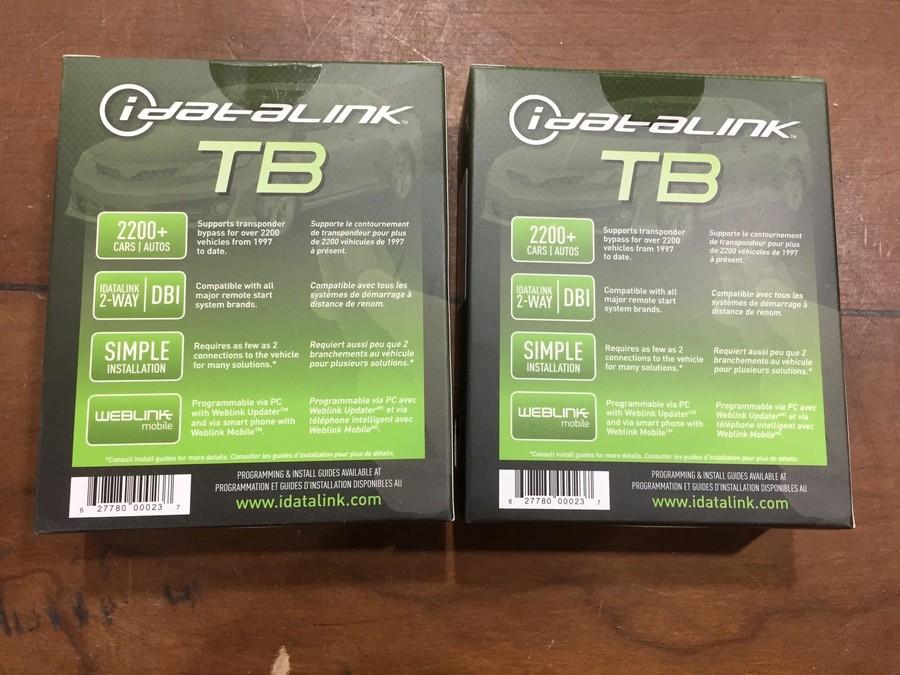 idatalink™
TB
2200+
CARS | AUTOS
Supports transponder
bypass for over 2200
vehicles from 1997
to date.
Supporte le contournement
de transpondeur pour plus
de 2200 véhicules de 1997
à présent.
IDATALINK
2-WAY
DBI
Compatible with all
major remote start
system brands.
Compatible avec tous les
systèmes de démarrage à
distance de renom.
SIMPLE
INSTALLATION
Requires as few as 2
connections to the vehicle
for many solutions.*
Requiert aussi peu que 2
branchements au véhicule
pour plusieurs solutions.*
WEBLINK
mobile
Programmable via PC
with Weblink Updater™
and via smart phone with
Weblink Mobile™.
Programmable via PC avec
Weblink Updater MC et via
téléphone intelligent avec
Weblink Mobile MC.
*Consult install guides for more details. Consulter les guides d'installation pour plus de détails.
6 27780 00023 7
PROGRAMMING & INSTALL GUIDES AVAILABLE AT
PROGRAMMATION ET GUIDES D'INSTALLATION DISPONIBLES AU
www.idatalink.com
idatalink™
TB
2200+
CARS | AUTOS
Supports transponder
bypass for over 2200
vehicles from 1997
to date.
Supporte le contournement
de transpondeur pour plus
de 2200 véhicules de 1997
à présent.
IDATALINK
2-WAY
DBI
Compatible with all
major remote start
system brands.
Compatible avec tous les
systèmes de démarrage à
distance de renom.
SIMPLE
INSTALLATION
Requires as few as 2
connections to the vehicle
for many solutions.*
Requiert aussi peu que 2
branchements au véhicule
pour plusieurs solutions.*
WEBLINK
mobile
Programmable via PC
with Weblink Updater™
and via smart phone with
Weblink Mobile™.
Programmable via PC avec
Weblink Updater MC et via
téléphone intelligent avec
Weblink Mobile MC.
*Consult install guides for more details. Consulter les guides d'installation pour plus de détails.
6 27780 00023 7
PROGRAMMING & INSTALL GUIDES AVAILABLE AT
PROGRAMMATION ET GUIDES D'INSTALLATION DISPONIBLES AU
www.idatalink.com